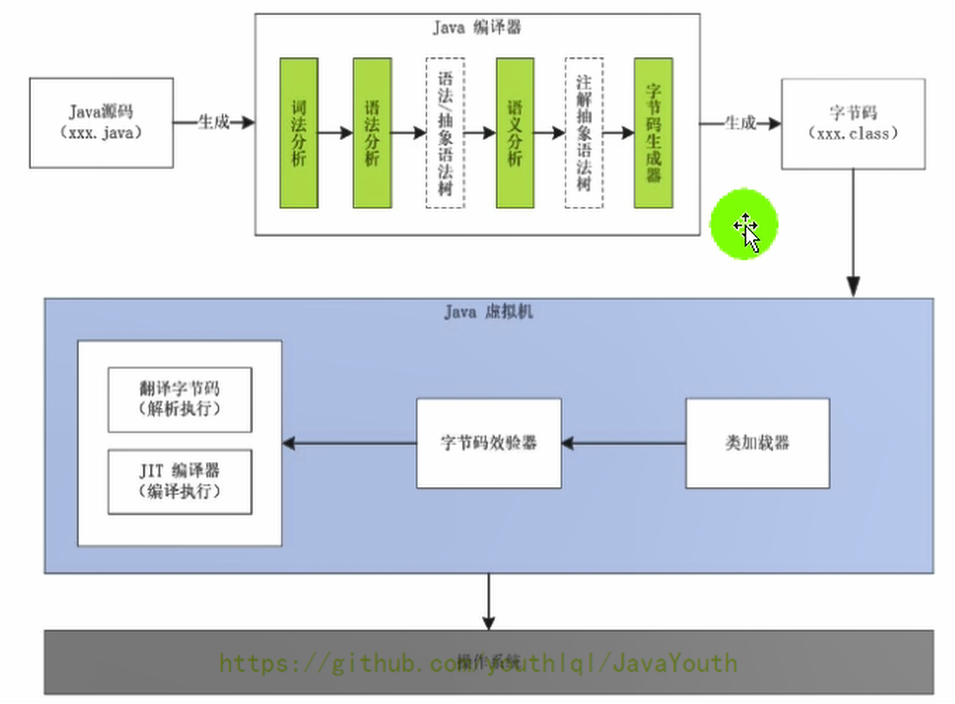 Java 编译器
Java源码
（xxx.java）
生成
词法分析
语法分析
语法/抽象语法树
语义分析
注解抽象语法树
字节码生成器
生成
字节码
（xxx.class）
Java 虚拟机
翻译字节码
（解析执行）
JIT 编译器
（编译执行）
字节码效验器
类加载器
操作系统
https://github.com/youthlql/JavaYouth